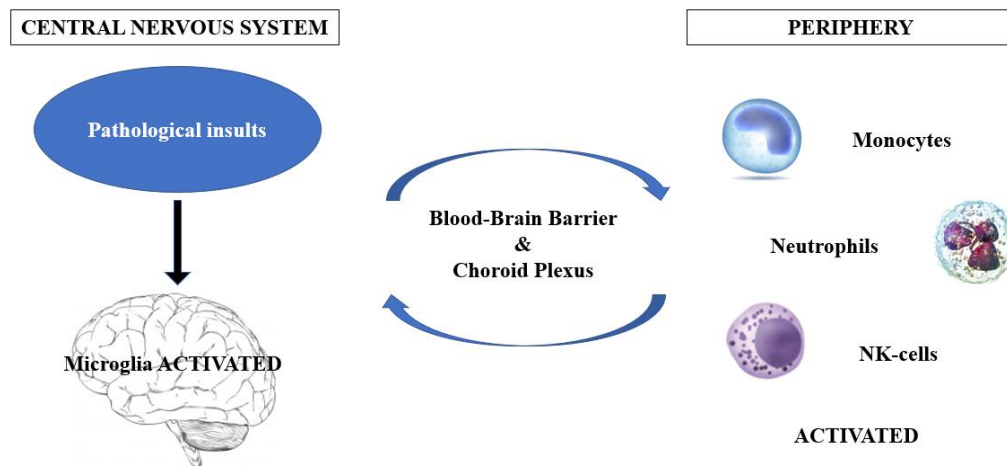 CENTRAL NERVOUS SYSTEM
Pathological insults
Microglia ACTIVATED
Blood-Brain Barrier
&
Choroid Plexus
PERIPHERY
Monocytes
Neutrophils
NK-cells
ACTIVATED